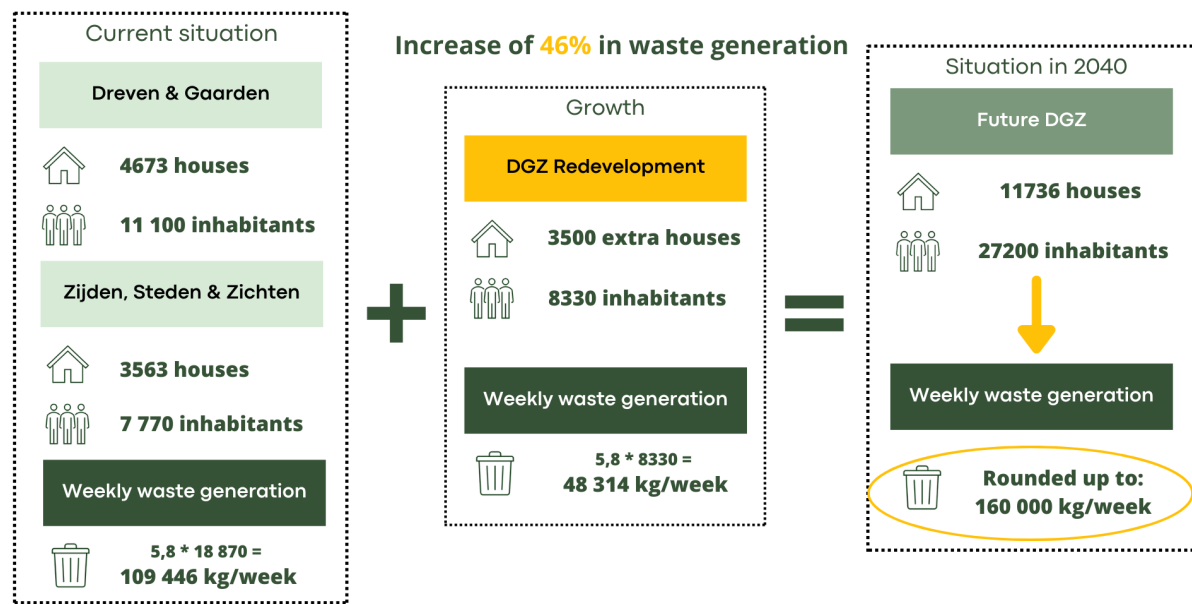 Current situation
Dreven & Gaarden
4673 houses
11 100 inhabitants
Zijden, Steden & Zichten
3563 houses
7 770 inhabitants
Weekly waste generation
5,8 * 18 870 =
109 446 kg/week
Increase of 46% in waste generation
Growth
DGZ Redevelopment
3500 extra houses
8330 inhabitants
Weekly waste generation
5,8 * 8330 =
48 314 kg/week
Situation in 2040
Future DGZ
11736 houses
27200 inhabitants
Weekly waste generation
Rounded up to:
160 000 kg/week